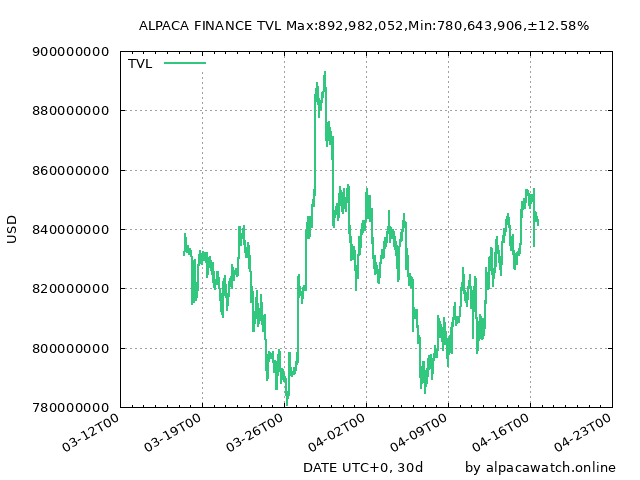 ALPACA FINANCE TVL Max:892,982,052,Min:780,643,906,±12.58%
TVL
900000000
880000000
860000000
840000000
820000000
800000000
780000000
USD
03-12T00
03-19T00
03-26T00
04-02T00
04-09T00
04-16T00
04-23T00
DATE UTC+0, 30d
by alpacawatch.online